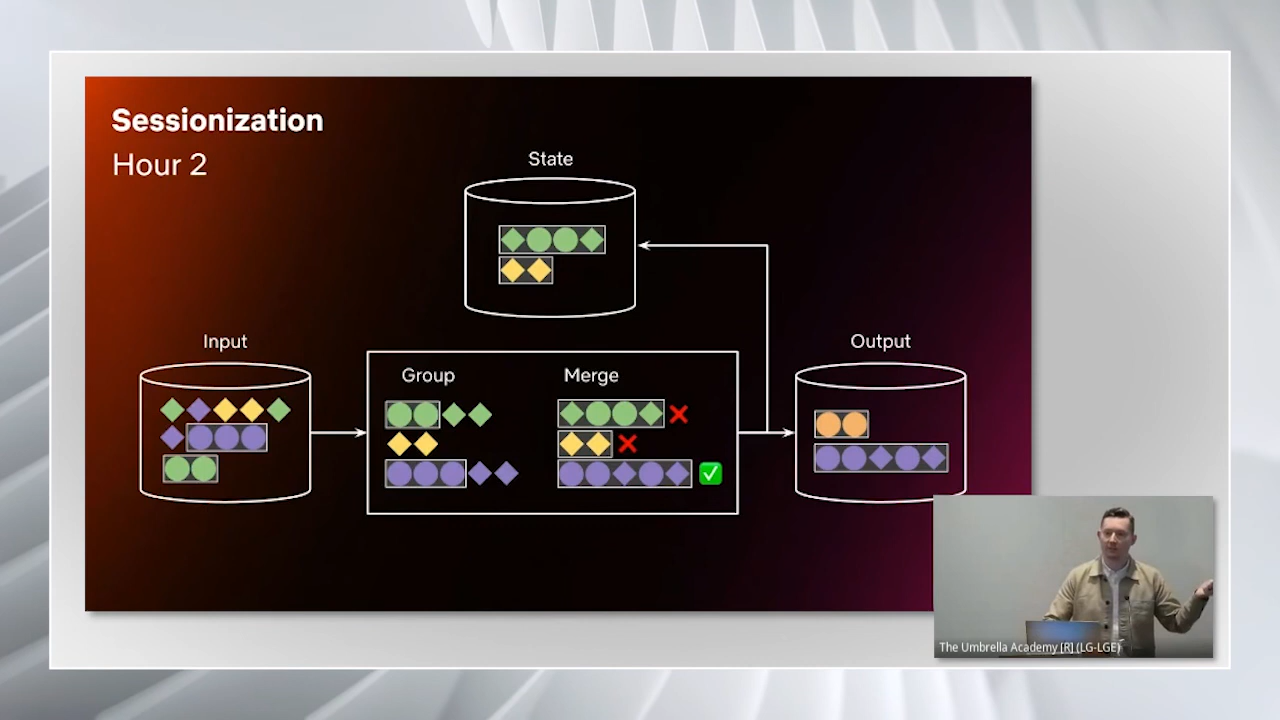 Sessionization
Hour 2
State
Input
Group
Merge
Output
The Umbrella Academy [R] (LG-LGE)